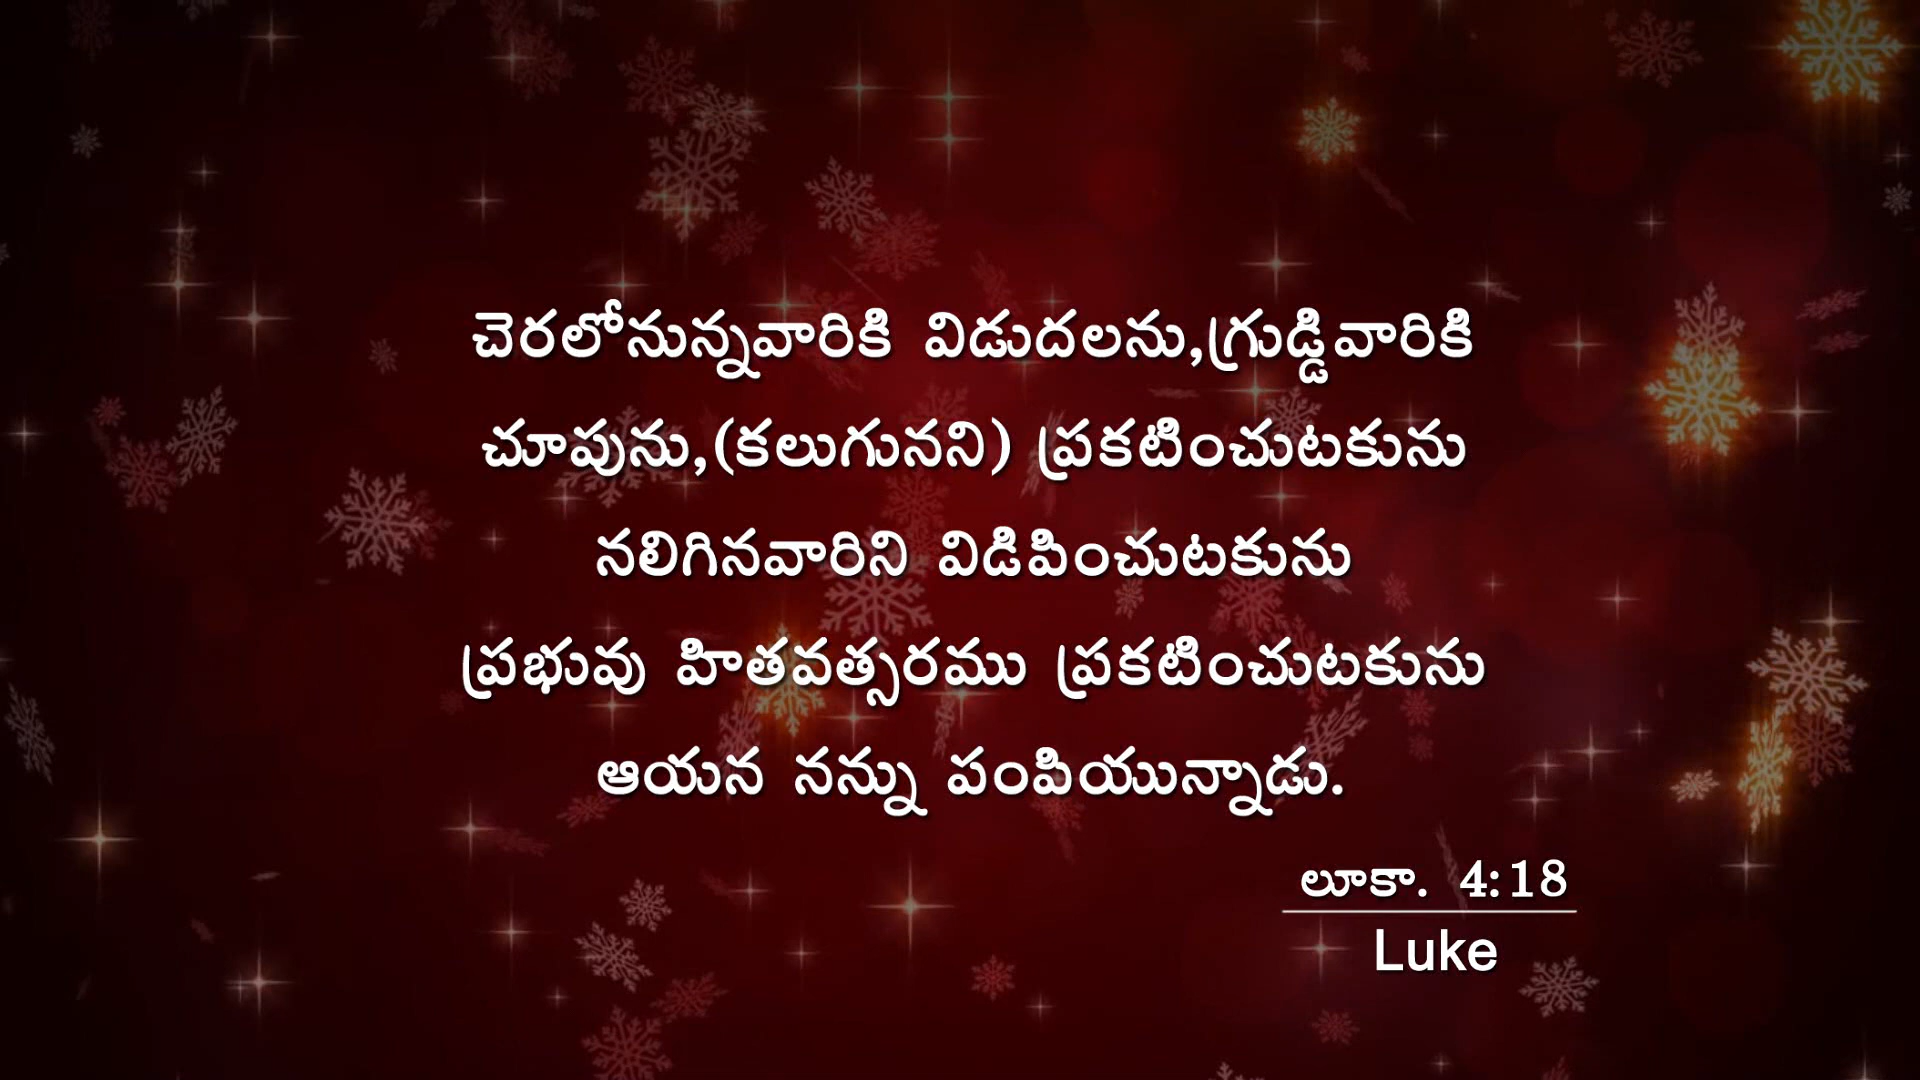 చెరలోనున్నవారికి విడుదలను,గ్రుడ్డివారికి
చూపును,(కలుగునని) ప్రకటించుటకును
నలిగినవారిని విడిపించుటకును
ప్రభువు హితవత్సరము ప్రకటించుటకును
ఆయన నన్ను పంపియున్నాడు.
లూకా. 4:18
Luke